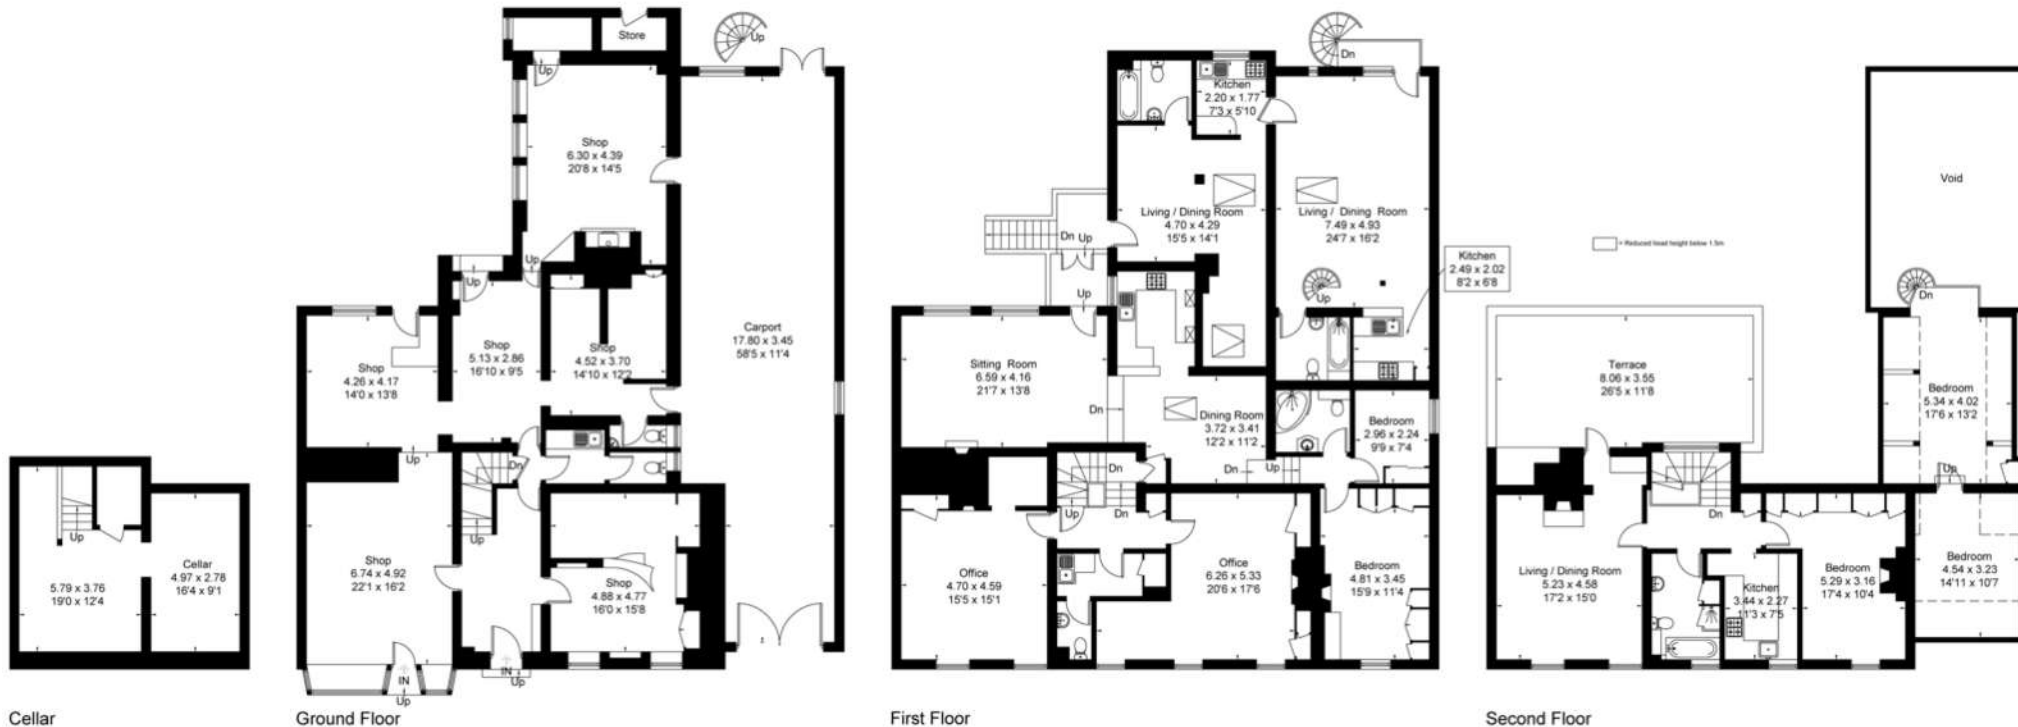 Up
5.79 x 3.76
19'0 x 12'4
Cellar
4.97 x 2.78
16'4 x 9'1
Cellar
Store
Up
Up
Shop
6.30 x 4.39
20'8 x 14'5
Up
Up
Shop
4.26 x 4.17
14'0 x 13'8
Shop
5.13 x 2.86
16'10 x 9'5
Shop
4.52 x 3.70
14'10 x 12'2
Carport
17.80 x 3.45
58'5 x 11'4
Up
Dn
Up
Shop
6.74 x 4.92
22'1 x 16'2
Shop
4.88 x 4.77
16'0 x 15'8
IN
Up
IN
Up
Ground Floor
Dn
Kitchen
2.20 x 1.77
7'3 x 5'10
Living / Dining Room
4.70 x 4.29
15'5 x 14'1
Living / Dining Room
7.49 x 4.93
24'7 x 16'2
Dn
Up
Up
Up
Kitchen
2.49 x 2.02
8'2 x 6'8
Sitting Room
6.59 x 4.16
21'7 x 13'8
Dn
Dining Room
3.72 x 3.41
12'2 x 11'2
Bedroom
2.96 x 2.24
9'9 x 7'4
Dn
Dn
Up
Up
Dn
Office
4.70 x 4.59
15'5 x 15'1
Office
6.26 x 5.33
20'6 x 17'6
Bedroom
4.81 x 3.45
15'9 x 11'4
First Floor
= Reduced head height below 1.5m
Void
Dn
Terrace
8.06 x 3.55
26'5 x 11'8
Bedroom
5.34 x 4.02
17'6 x 13'2
Up
Dn
Living / Dining Room
5.23 x 4.58
17'2 x 15'0
Kitchen
3.44 x 2.27
11'3 x 7'5
Bedroom
5.29 x 3.16
17'4 x 10'4
Bedroom
4.54 x 3.23
14'11 x 10'7
Second Floor